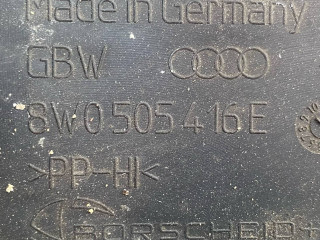 Made in Germany
GBW
8W0 505 416 E
>PP-HI<
BORSCHEID+